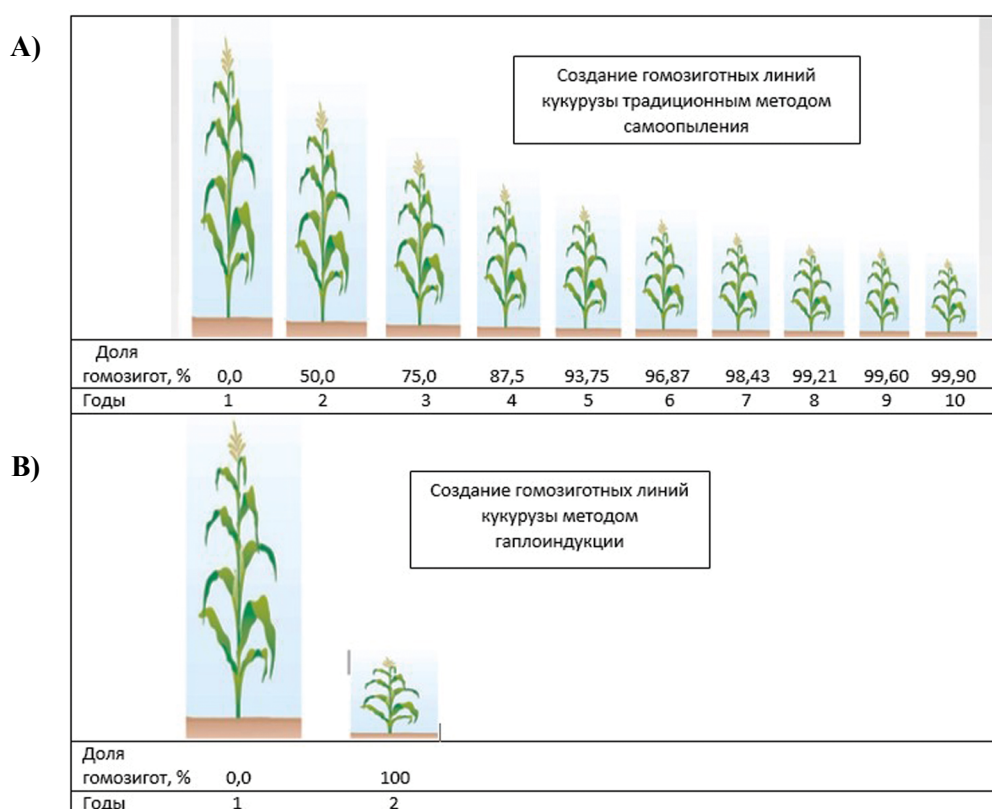 А)
Создание гомозиготных линий
кукурузы традиционным методом
самоопыления
Доля
гомозигот, % 0,0 50,0 75,0 87,5 93,75 96,87 98,43 99,21 99,60 99,90
Годы 1 2 3 4 5 6 7 8 9 10
В)
Создание гомозиготных линий
кукурузы методом
гаплоиндукции
Доля
гомозигот, % 0,0 100
Годы 1 2